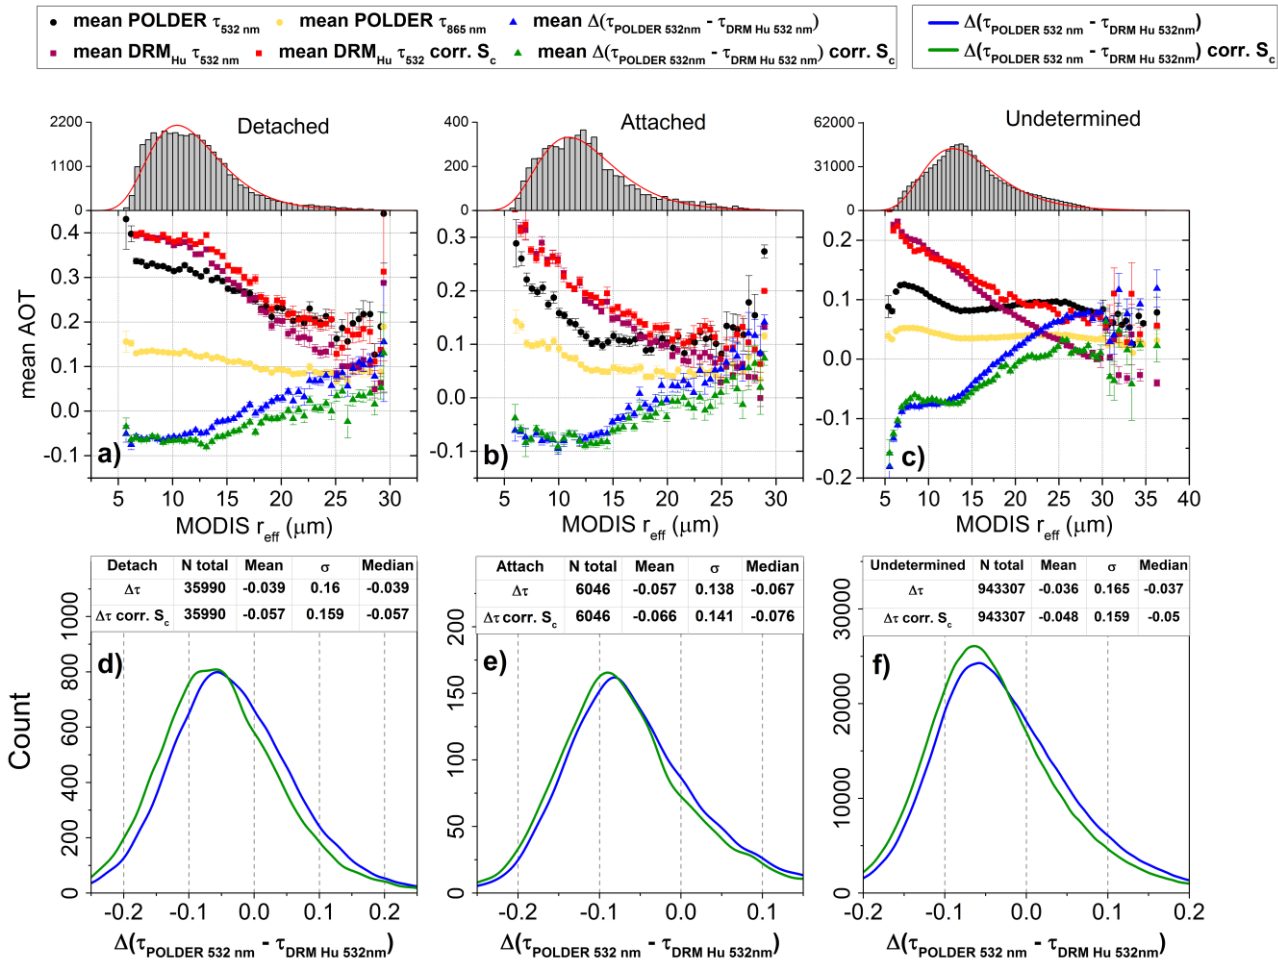 mean POLDER τ532 nm mean POLDER τ865 nm mean Δ(τPOLDER 532nm - τDRM Hu 532nm)
mean DRMHu τ532 nm mean DRMHu τ532 corr. Sc mean Δ(τPOLDER 532nm - τDRM Hu 532nm) corr. Sc
Δ(τPOLDER 532 nm - τDRM Hu 532nm)
Δ(τPOLDER 532 nm - τDRM Hu 532nm) corr. Sc
Detached
2200
1100
0
Attached
400
200
0
Undetermined
62000
31000
0
mean AOT
0.4
0.3
0.2
0.1
0.0
-0.1
a)
5 10 15 20 25 30
MODIS reff (μm)
0.3
0.2
0.1
0.0
-0.1
b)
5 10 15 20 25 30
MODIS reff (μm)
0.2
0.1
0.0
-0.1
-0.2
c)
5 10 15 20 25 30 35 40
MODIS reff (μm)
Detach N total Mean σ Median
Δτ 35990 -0.039 0.16 -0.039
Δτ corr. Sc 35990 -0.057 0.159 -0.057
d)
Count
1000
800
600
400
200
0
-0.2 -0.1 0.0 0.1 0.2
Δ(τPOLDER 532 nm - τDRM Hu 532nm)
Attach N total Mean σ Median
Δτ 6046 -0.057 0.138 -0.067
Δτ corr. Sc 6046 -0.066 0.141 -0.076
e)
200
150
100
50
0
-0.2 -0.1 0.0 0.1
Δ(τPOLDER 532 nm - τDRM Hu 532nm)
Undetermined N total Mean σ Median
Δτ 943307 -0.036 0.165 -0.037
Δτ corr. Sc 943307 -0.048 0.159 -0.05
f)
30000
20000
10000
0
-0.2 -0.1 0.0 0.1 0.2
Δ(τPOLDER 532 nm - τDRM Hu 532nm)